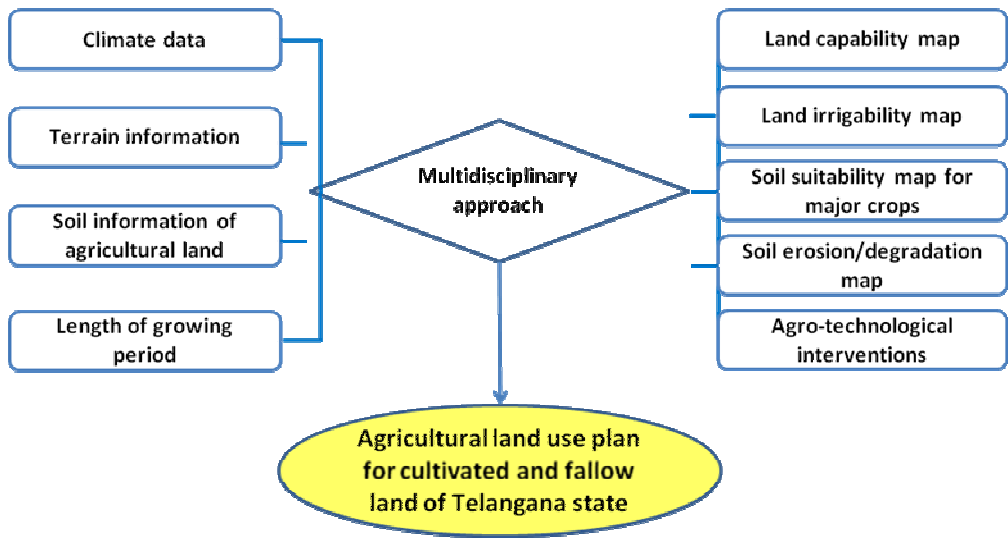 Climate data
Terrain information
Soil information of
agricultural land
Length of growing
period
Multidisciplinary
approach
Land capability map
Land irrigability map
Soil suitability map for
major crops
Soil erosion/degradation
map
Agro-technological
interventions
Agricultural land use plan
for cultivated and fallow
land of Telangana state